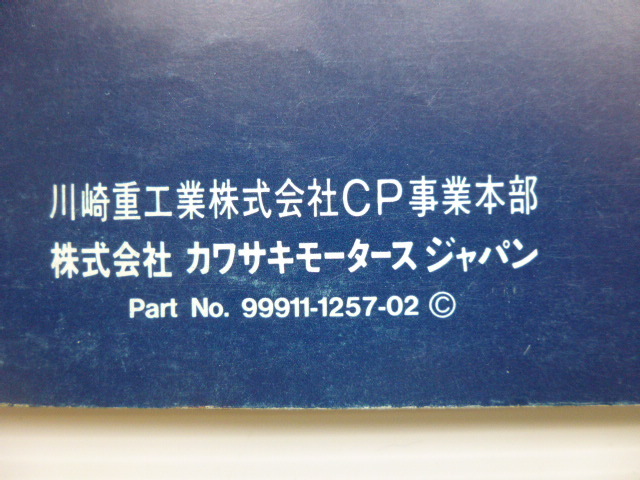 川崎重工業株式会社CP事業本部
株式会社 カワサキモータース ジャパン
Part No. 99911-1257-02 ©